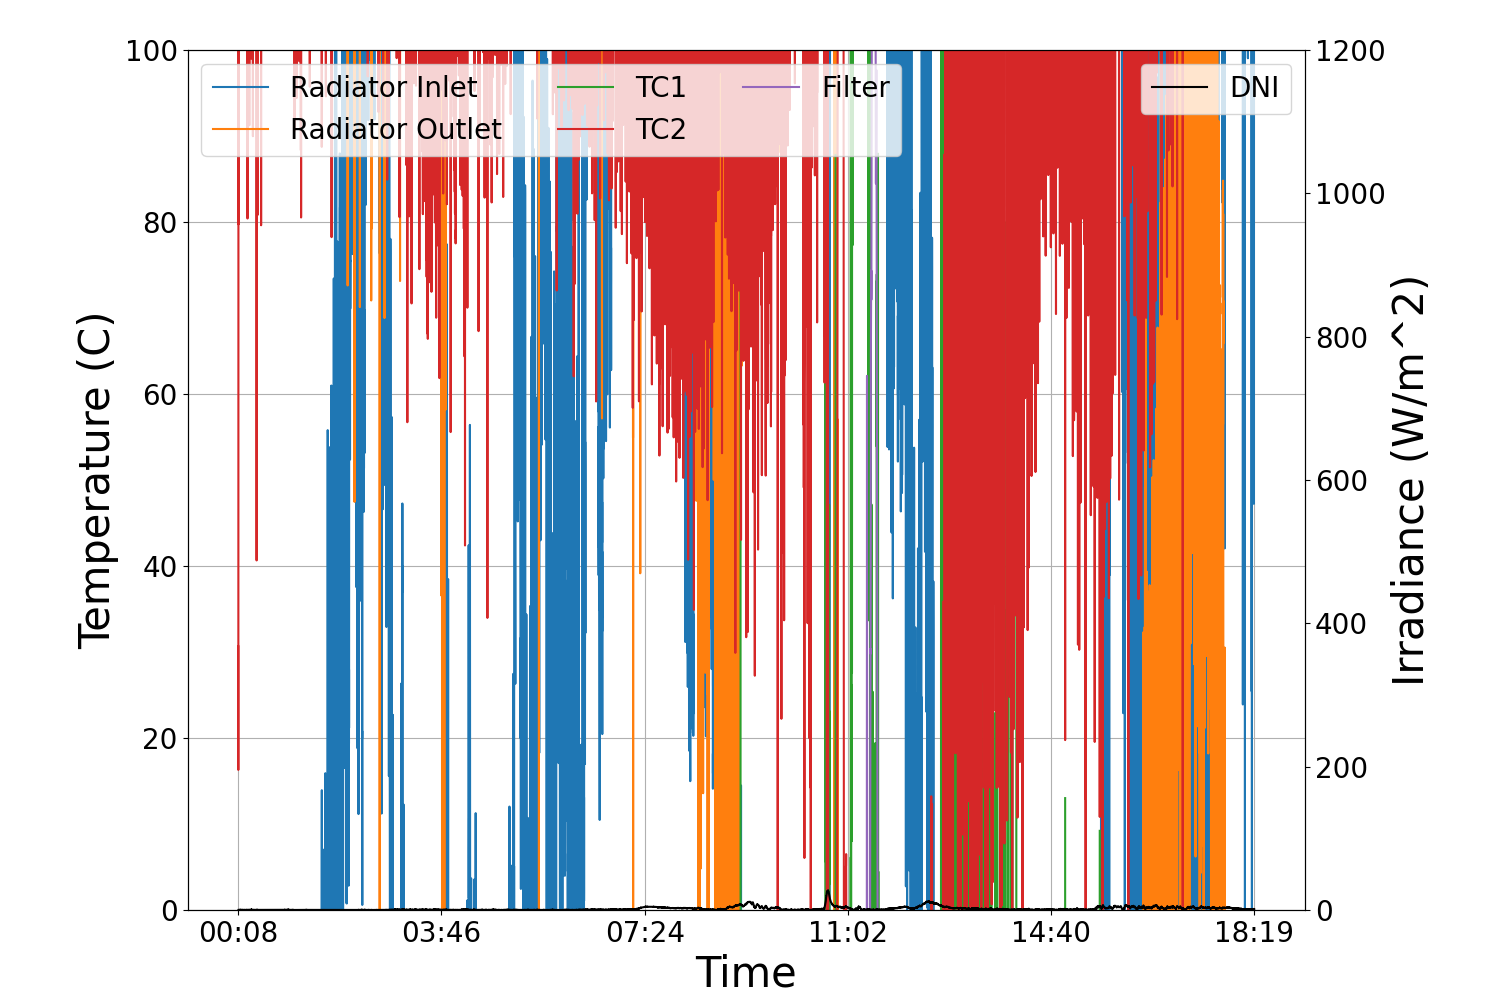 100
80
60
40
20
0
Temperature (C)
Radiator Inlet
Radiator Outlet
TC1
TC2
Filter
DNI
1200
1000
800
600
400
200
0
Irradiance (W/m^2)
00:08
03:46
07:24
11:02
14:40
18:19
Time